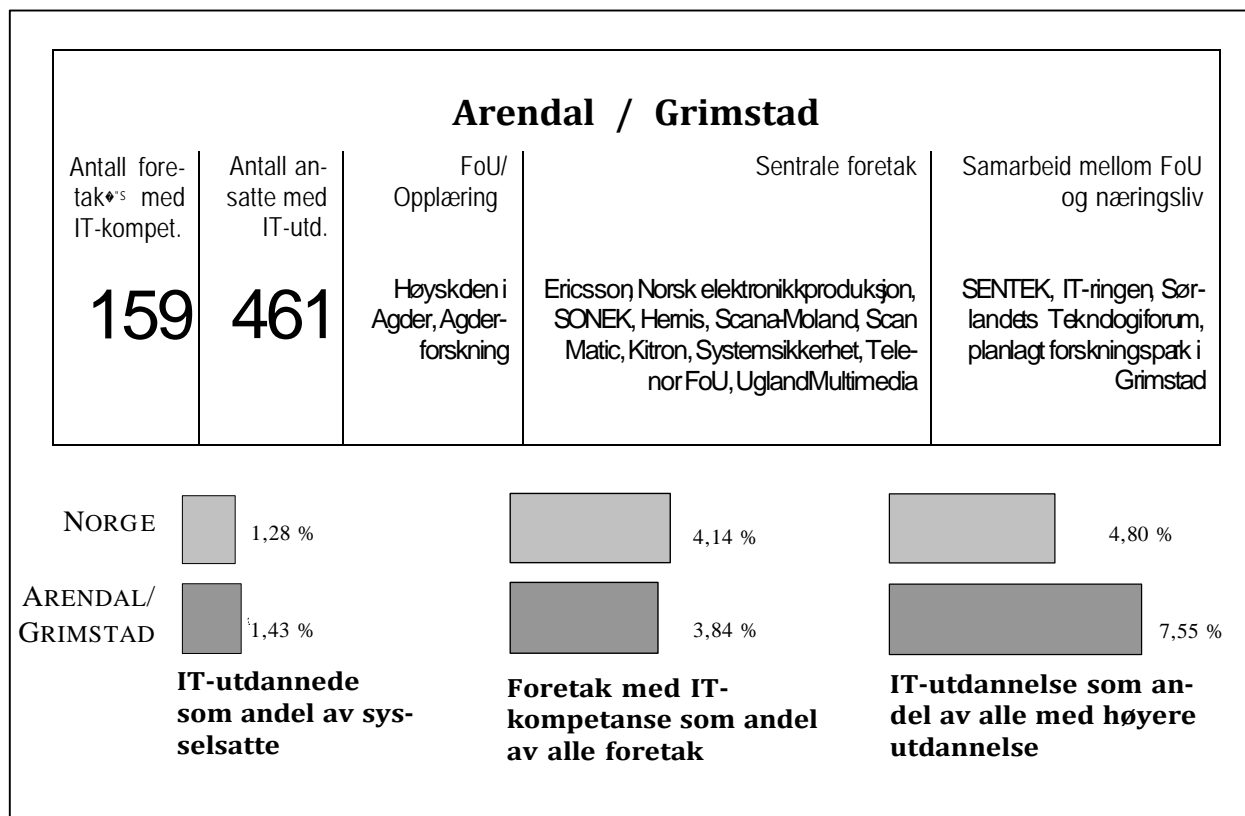 Arendal / Grimstad
Antall fore-
tak med
IT-kompet.
159
Antall an-
satte med
IT-utd.
461
FoU/
Opplæring
Høyskden i
Agder, Agder-
forskning
Sentrale foretak
Ericsson, Norsk elektronikkproduksjon,
SONEK, Hernis, Scana-Moland, Scan
Matic, Kitron, Systemsikkerhet, Tele-
nor FoU, Ugland Multimedia
Samarbeid mellom FoU
og næringsliv
SENTEK, IT-ringen, Sør-
landets Tekndogiforum,
planlagt forskningspark i
Grimstad
NORGE
1,28 %
4,14 %
4,80 %
ARENDAL/
GRIMSTAD
1,43 %
3,84 %
7,55 %
IT-utdannede
som andel av sys-
selsatte
Foretak med IT-
kompetanse som andel
av alle foretak
IT-utdannelse som an-
del av alle med høyere
utdannelse